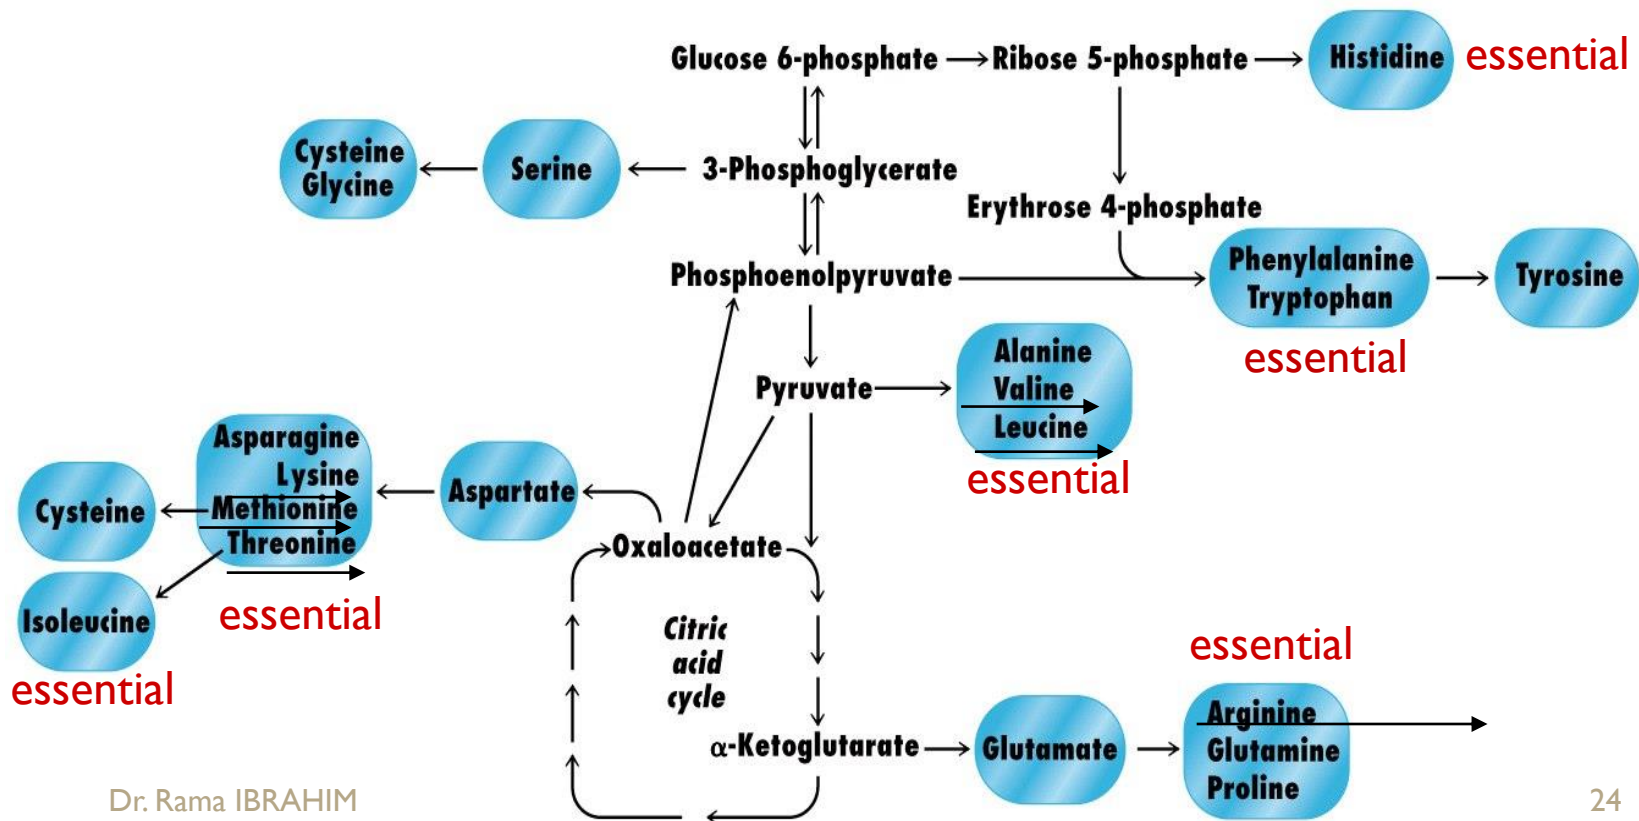 Glucose 6-phosphate
Ribose 5-phosphate
Histidine
essential
Cysteine
Glycine
Serine
3-Phosphoglycerate
Erythrose 4-phosphate
Phosphoenolpyruvate
Phenylalanine
Tryptophan
Tyrosine
essential
Pyruvate
Alanine
Valine
Leucine
essential
Asparagine
Lysine
Methionine
Threonine
Cysteine
Aspartate
Oxaloacetate
Isoleucine
essential
essential
Citric
acid
cycle
essential
α-Ketoglutarate
Glutamate
Arginine
Glutamine
Proline
Dr. Rama IBRAHIM
24